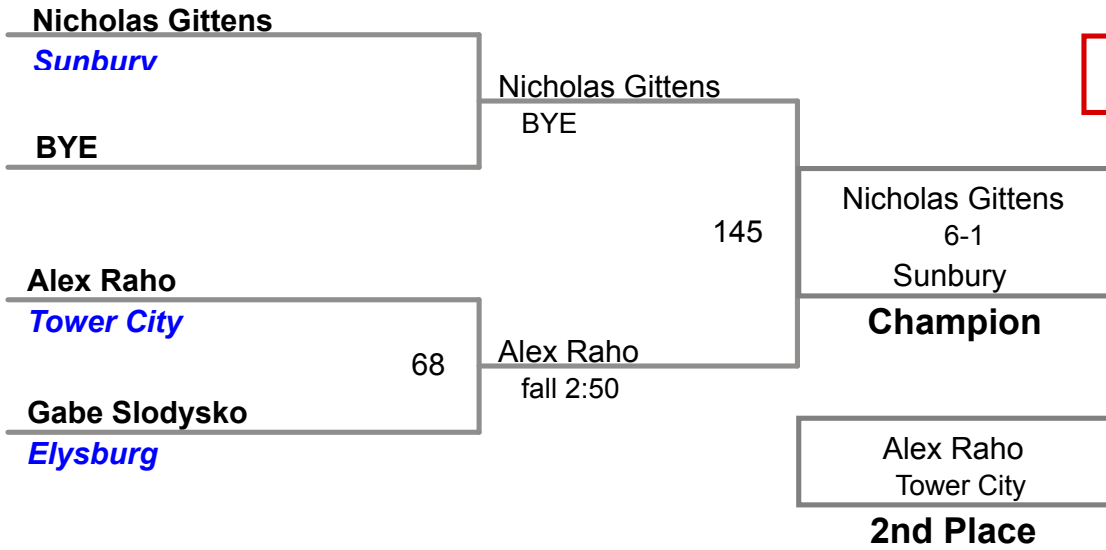 Nicholas Gittens
Sunbury
Nicholas Gittens
BYE
BYE
145
Nicholas Gittens
6-1
Sunbury
Champion
Alex Raho
Tower City
68
Alex Raho
fall 2:50
Gabe Slodysko
Elysburg
Alex Raho
Tower City
2nd Place